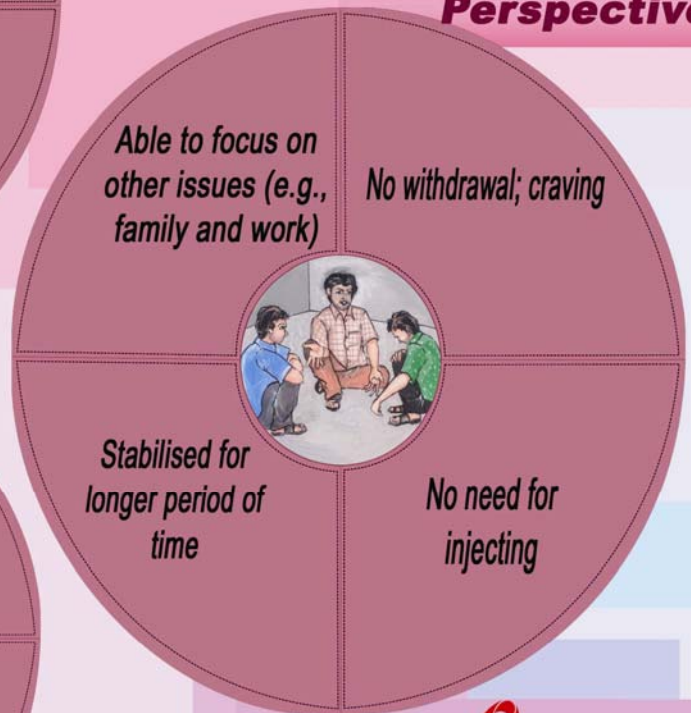 Perspective
Able to focus on
other issues (e.g.,
family and work)
No withdrawal; craving
Stabilised for
longer period of
time
No need for
injecting